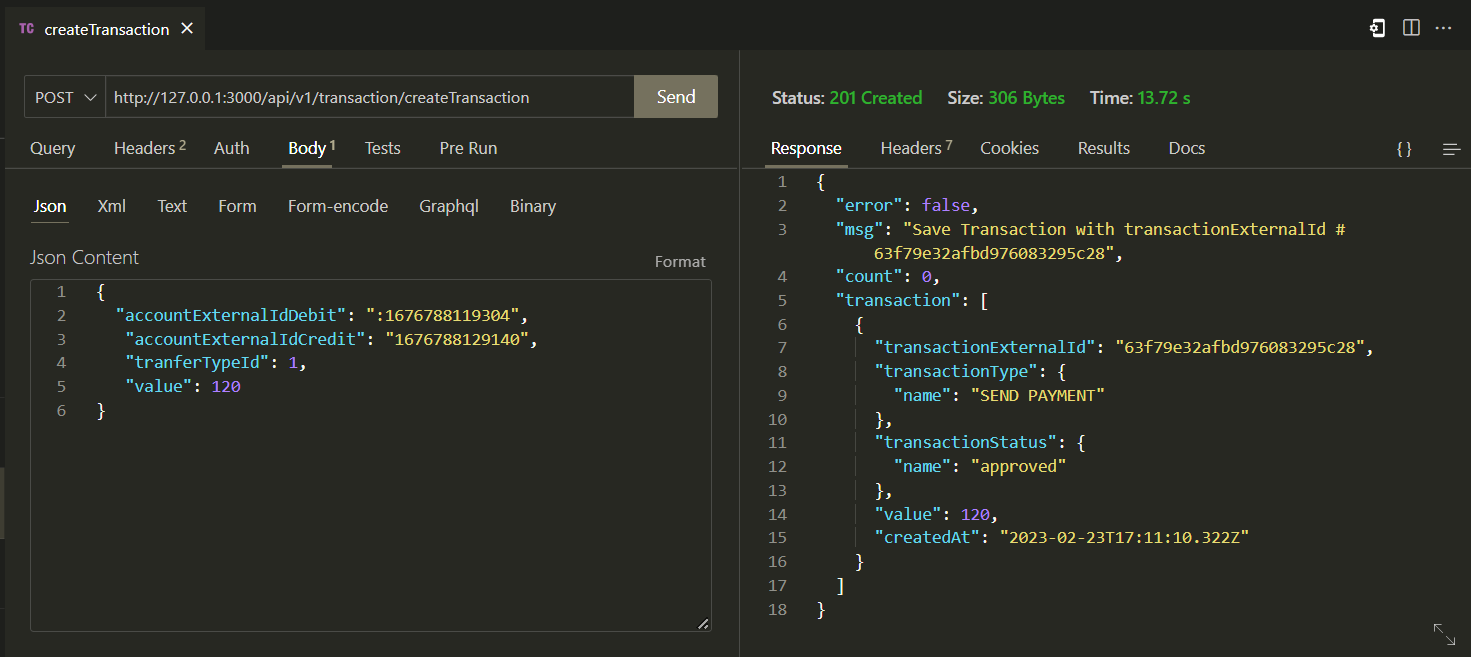 TC createTransaction
POST http://127.0.0.1:3000/api/v1/transaction/createTransaction Send
Query Headers 2 Auth Body 1 Tests Pre Run
Json Xml Text Form Form-encode Graphql Binary
Json Content Format
1 {
2 "accountExternalIdDebit": ":1676788119304",
3 "accountExternalIdCredit": "1676788129140",
4 "tranferTypeId": 1,
5 "value": 120
6 }
Status: 201 Created Size: 306 Bytes Time: 13.72 s
Response Headers 7 Cookies Results Docs { }
1 {
2 "error": false,
3 "msg": "Save Transaction with transactionExternalId #
63f79e32afbd976083295c28",
4 "count": 0,
5 "transaction": [
6 {
7 "transactionExternalId": "63f79e32afbd976083295c28",
8 "transactionType": {
9 "name": "SEND PAYMENT"
10 },
11 "transactionStatus": {
12 "name": "approved"
13 },
14 "value": 120,
15 "createdAt": "2023-02-23T17:11:10.322Z"
16 }
17 ]
18 }